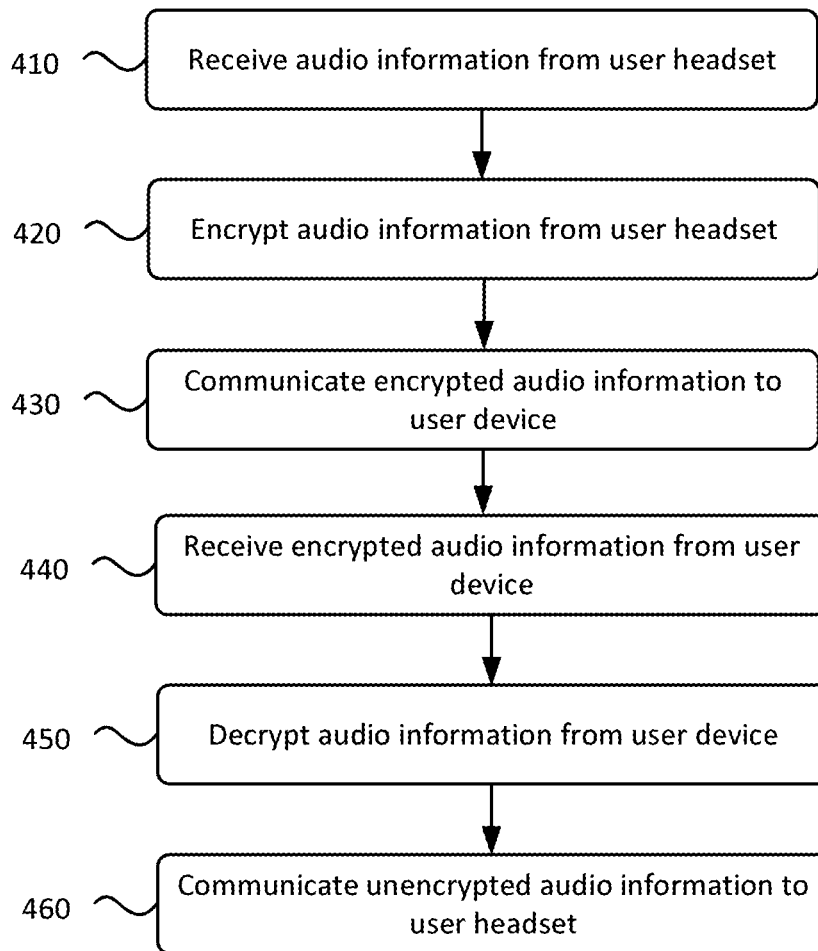 410 Receive audio information from user headset
420 Encrypt audio information from user headset
430 Communicate encrypted audio information to
user device
440 Receive encrypted audio information from user
device
450 Decrypt audio information from user device
460 Communicate unencrypted audio information to
user headset